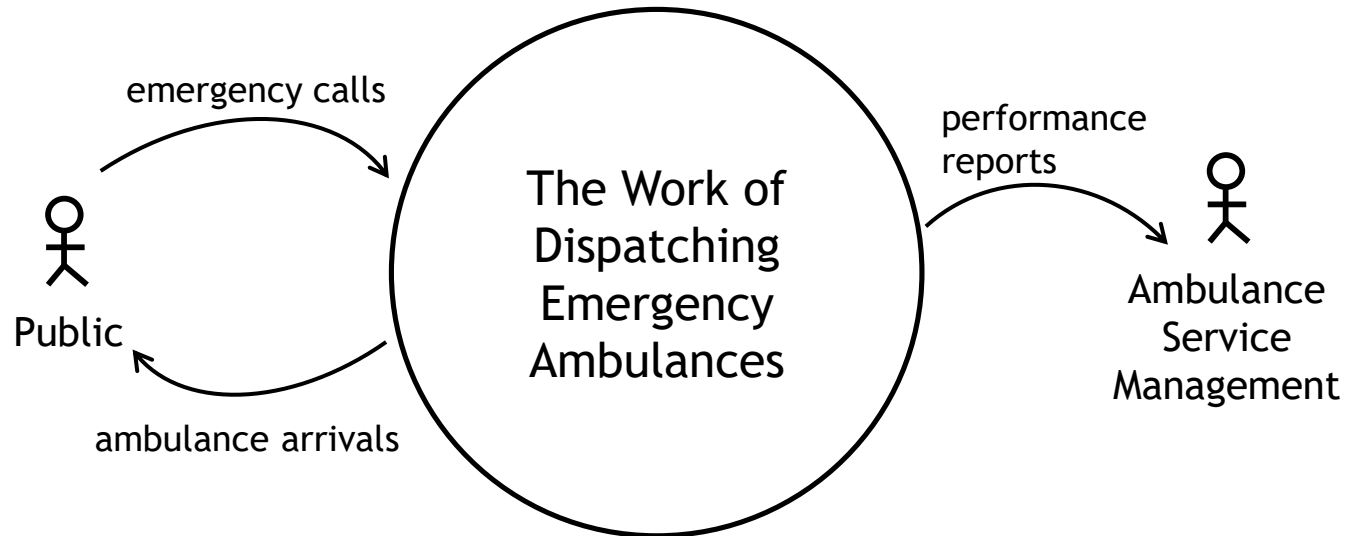 emergency calls
Public
ambulance arrivals
The Work of
Dispatching
Emergency
Ambulances
performance
reports
Ambulance
Service
Management